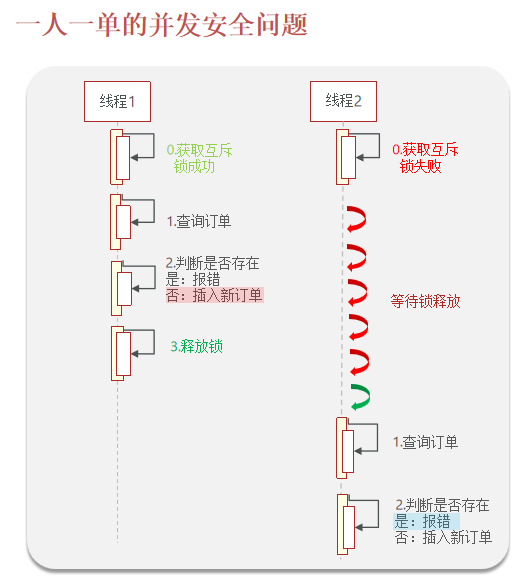 一人一单的并发安全问题
线程1
线程2
0.获取互斥
锁成功
0.获取互斥
锁失败
1.查询订单
2.判断是否存在
是：报错
否：插入新订单
等待锁释放
3.释放锁
1.查询订单
2.判断是否存在
是：报错
否：插入新订单